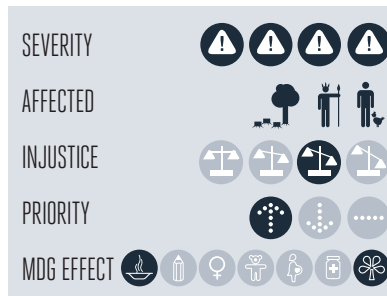 SEVERITY
AFFECTED
INJUSTICE
PRIORITY
MDG EFFECT